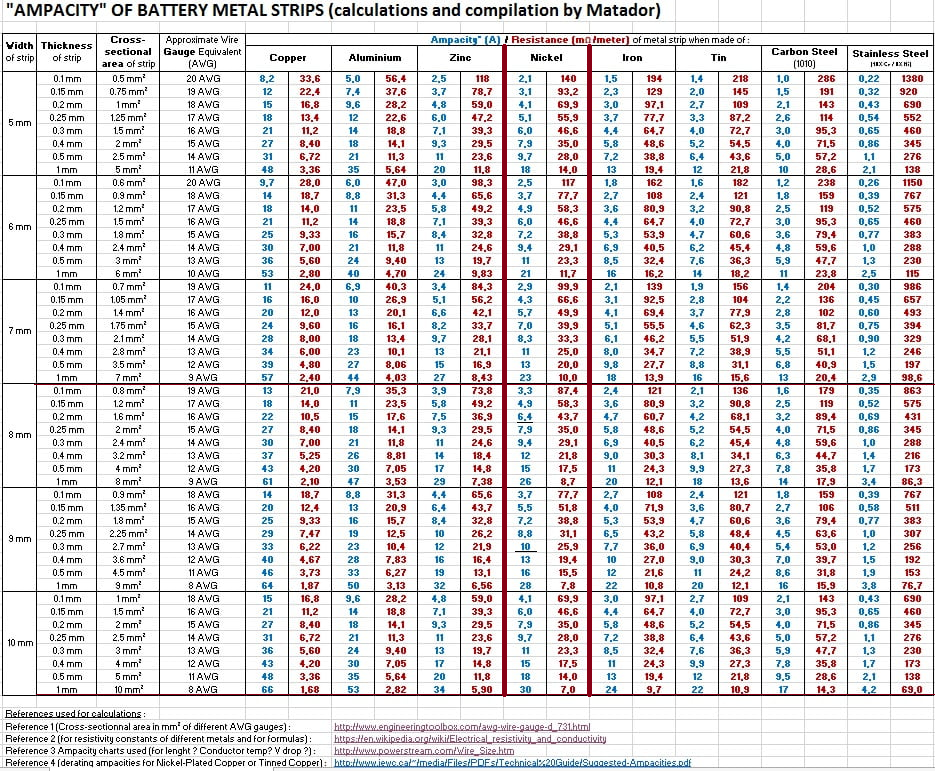 "AMPACITY" OF BATTERY METAL STRIPS (calculations and compilation by Matador)
Width of strip | Thickness of strip | Cross-sectional area of strip | Approximate Wire Gauge Equivalent (AWG) | Ampacity" (A) / Resistance (mΩ/meter) of metal strip when made of :
Copper | Aluminium | Zinc | Nickel | Iron | Tin | Carbon Steel (1010) | Stainless Steel
5 mm
0.1 mm 0.5 mm² 20 AWG 8,2 33,6 5,0 56,4 2,5 118 2,1 140 1,5 194 1,4 218 1,0 286 0,22 1380
0.15 mm 0.75 mm² 19 AWG 12 22,4 7,4 37,6 3,7 78,7 3,1 93,2 2,3 129 2,0 145 1,5 191 0,32 920
0.2 mm 1 mm² 18 AWG 15 16,8 9,6 28,2 4,8 59,0 4,1 69,9 3,0 97,1 2,7 109 2,1 143 0,43 690
0.25 mm 1.25 mm² 17 AWG 18 13,4 12 22,6 6,0 47,2 5,1 55,9 3,7 77,7 3,3 87,2 2,6 114 0,54 552
0.3 mm 1.5 mm² 16 AWG 21 11,2 14 18,8 7,1 39,3 6,0 46,6 4,4 64,7 4,0 72,7 3,0 95,3 0,65 460
0.4 mm 2 mm² 15 AWG 27 8,40 18 14,1 9,3 29,5 7,9 35,0 5,8 48,6 5,2 54,5 4,0 71,5 0,86 345
0.5 mm 2.5 mm² 14 AWG 31 6,72 21 11,3 11 23,6 9,7 28,0 7,2 38,8 6,4 43,6 5,0 57,2 1,1 276
1 mm 5 mm² 11 AWG 48 3,36 35 5,64 20 11,8 18 14,0 13 19,4 12 21,8 10 28,6 2,1 138
6 mm
0.1 mm 0.6 mm² 20 AWG 9,7 28,0 6,0 47,0 3,0 98,3 2,5 117 1,8 162 1,6 182 1,2 238 0,26 1150
0.15 mm 0.9 mm² 18 AWG 14 18,7 8,8 31,3 4,4 65,6 3,7 77,7 2,7 108 2,4 121 1,8 159 0,39 767
0.2 mm 1.2 mm² 17 AWG 18 14,0 11 23,5 5,8 49,2 4,9 58,3 3,6 80,9 3,2 90,8 2,5 119 0,52 575
0.25 mm 1.5 mm² 16 AWG 21 11,2 14 18,8 7,1 39,3 6,0 46,6 4,4 64,7 4,0 72,7 3,0 95,3 0,65 460
0.3 mm 1.8 mm² 15 AWG 25 9,33 16 15,7 8,4 32,8 7,2 38,8 5,3 53,9 4,7 60,6 3,6 79,4 0,77 383
0.4 mm 2.4 mm² 14 AWG 30 7,00 21 11,8 11 24,6 9,4 29,1 6,9 40,5 6,2 45,4 4,8 59,6 1,0 288
0.5 mm 3 mm² 13 AWG 36 5,60 24 9,40 13 19,7 11 23,3 8,5 32,4 7,6 36,3 5,9 47,7 1,3 230
1 mm 6 mm² 10 AWG 53 2,80 40 4,70 24 9,83 21 11,7 16 16,2 14 18,2 11 23,8 2,5 115
7 mm
0.1 mm 0.7 mm² 19 AWG 11 24,0 6,9 40,3 3,4 84,3 2,9 99,9 2,1 139 1,9 156 1,4 204 0,30 986
0.15 mm 1.05 mm² 17 AWG 16 16,0 10 26,9 5,1 56,2 4,3 66,6 3,1 92,5 2,8 104 2,2 136 0,45 657
0.2 mm 1.4 mm² 16 AWG 20 12,0 13 20,1 6,6 42,1 5,7 49,9 4,1 69,4 3,7 77,9 2,8 102 0,60 493
0.25 mm 1.75 mm² 15 AWG 24 9,60 16 16,1 8,2 33,7 7,0 39,9 5,1 55,5 4,6 62,3 3,5 81,7 0,75 394
0.3 mm 2.1 mm² 14 AWG 28 8,00 18 13,4 9,7 28,1 8,3 33,3 6,1 46,2 5,5 51,9 4,2 68,1 0,90 329
0.4 mm 2.8 mm² 13 AWG 34 6,00 23 10,1 13 21,1 11 25,0 8,0 34,7 7,2 38,9 5,5 51,1 1,2 246
0.5 mm 3.5 mm² 12 AWG 39 4,80 27 8,06 15 16,9 13 20,0 9,8 27,7 8,8 31,1 6,8 40,9 1,5 197
1 mm 7 mm² 9 AWG 57 2,40 44 4,03 27 8,43 23 10,0 18 13,9 16 15,6 13 20,4 2,9 98,6
8 mm
0.1 mm 0.8 mm² 19 AWG 13 21,0 7,9 35,3 3,9 73,8 3,3 87,4 2,4 121 2,1 136 1,6 179 0,35 863
0.15 mm 1.2 mm² 17 AWG 18 14,0 11 23,5 5,8 49,2 4,9 58,3 3,6 80,9 3,2 90,8 2,5 119 0,52 575
0.2 mm 1.6 mm² 16 AWG 22 10,5 15 17,6 7,5 36,9 6,4 43,7 4,7 60,7 4,2 68,1 3,2 89,4 0,69 431
0.25 mm 2 mm² 15 AWG 27 8,40 18 14,1 9,3 29,5 7,9 35,0 5,8 48,6 5,2 54,5 4,0 71,5 0,86 345
0.3 mm 2.4 mm² 14 AWG 30 7,00 21 11,8 11 24,6 9,4 29,1 6,9 40,5 6,2 45,4 4,8 59,6 1,0 288
0.4 mm 3.2 mm² 13 AWG 37 5,25 26 8,81 14 18,4 12 21,8 9,0 30,3 8,1 34,1 6,3 44,7 1,4 216
0.5 mm 4 mm² 12 AWG 43 4,20 30 7,05 17 14,8 15 17,5 11 24,3 9,9 27,3 7,8 35,8 1,7 173
1 mm 8 mm² 9 AWG 61 2,10 47 3,53 29 7,38 26 8,7 20 12,1 18 13,6 14 17,9 3,4 86,3
9 mm
0.1 mm 0.9 mm² 18 AWG 14 18,7 8,8 31,3 4,4 65,6 3,7 77,7 2,7 108 2,4 121 1,8 159 0,39 767
0.15 mm 1.35 mm² 16 AWG 20 12,4 13 20,9 6,4 43,7 5,5 51,8 4,0 71,9 3,6 80,7 2,7 106 0,58 511
0.2 mm 1.8 mm² 15 AWG 25 9,33 16 15,7 8,4 32,8 7,2 38,8 5,3 53,9 4,7 60,6 3,6 79,4 0,77 383
0.25 mm 2.25 mm² 14 AWG 29 7,47 19 12,5 10 26,2 8,8 31,1 6,5 43,2 5,8 48,4 4,5 63,6 1,0 307
0.3 mm 2.7 mm² 13 AWG 33 6,22 23 10,4 12 21,9 10 25,9 7,7 36,0 6,9 40,4 5,4 53,0 1,2 256
0.4 mm 3.6 mm² 12 AWG 40 4,67 28 7,83 16 16,4 13 19,4 10 27,0 9,0 30,3 7,0 39,7 1,5 192
0.5 mm 4.5 mm² 11 AWG 46 3,73 33 6,27 19 13,1 16 15,5 12 21,6 11 24,2 8,6 31,8 1,9 153
1 mm 9 mm² 8 AWG 64 1,87 50 3,13 32 6,56 28 7,8 22 10,8 20 12,1 16 15,9 3,8 76,7
10 mm
0.1 mm 1 mm² 18 AWG 15 16,8 9,6 28,2 4,8 59,0 4,1 69,9 3,0 97,1 2,7 109 2,1 143 0,43 690
0.15 mm 1.5 mm² 16 AWG 21 11,2 14 18,8 7,1 39,3 6,0 46,6 4,4 64,7 4,0 72,7 3,0 95,3 0,65 460
0.2 mm 2 mm² 15 AWG 27 8,40 18 14,1 9,3 29,5 7,9 35,0 5,8 48,6 5,2 54,5 4,0 71,5 0,86 345
0.25 mm 2.5 mm² 14 AWG 31 6,72 21 11,3 11 23,6 9,7 28,0 7,2 38,8 6,4 43,6 5,0 57,2 1,1 276
0.3 mm 3 mm² 13 AWG 36 5,60 24 9,40 13 19,7 11 23,3 8,5 32,4 7,6 36,3 5,9 47,7 1,3 230
0.4 mm 4 mm² 12 AWG 43 4,20 30 7,05 17 14,8 15 17,5 11 24,3 9,9 27,3 7,8 35,8 1,7 173
0.5 mm 5 mm² 11 AWG 48 3,36 35 5,64 20 11,8 18 14,0 13 19,4 12 21,8 9,5 28,6 2,1 138
1 mm 10 mm² 8 AWG 66 1,68 53 2,82 34 5,90 30 7,0 24 9,7 22 10,9 17 14,3 4,2 69,0
References used for calculations :
Reference 1 (Cross-sectionnal area in mm² of different AWG gauges) : http://www.engineeringtoolbox.com/awg-wire-gauge-d_731.html
Reference 2 (for resistivity constants of different metals and for formulas) : https://en.wikipedia.org/wiki/Electrical_resistivity_and_conductivity
Reference 3 Ampacity charts used (for lenght ? Conductor temp? V drop ?) : http://www.powerstream.com/Wire_Size.htm
Reference 4 (derating ampacities for Nickel-Plated Copper or Tinned Copper) : http://www.iewc.ca/~/media/Files/PDFs/Technical%20Guide/Suggested-Ampacities.pdf